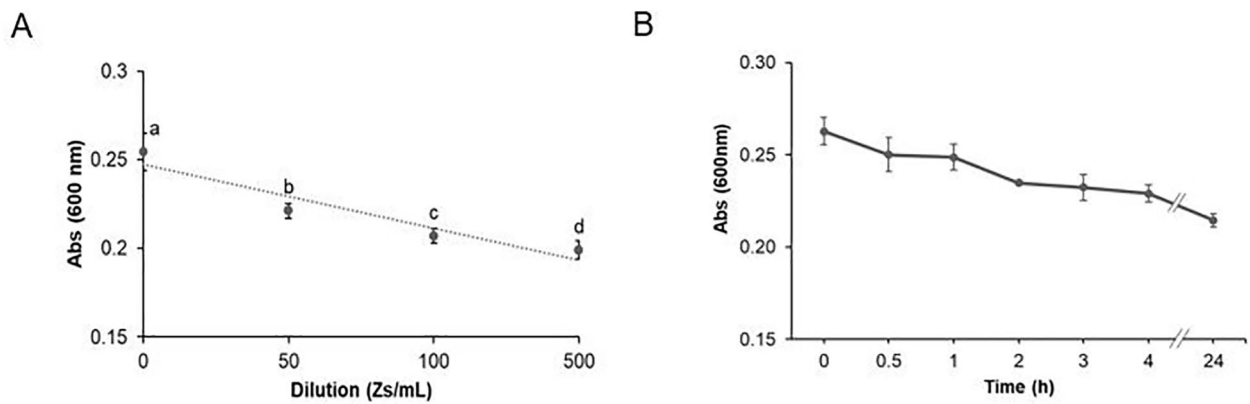 A
Abs (600 nm)
0.3
0.25
0.2
0.15
a
b
c
d
0
50
100
500
Dilution (Zs/mL)
B
Abs (600nm)
0.30
0.25
0.20
0.15
0
0.5
1
2
3
4
24
Time (h)